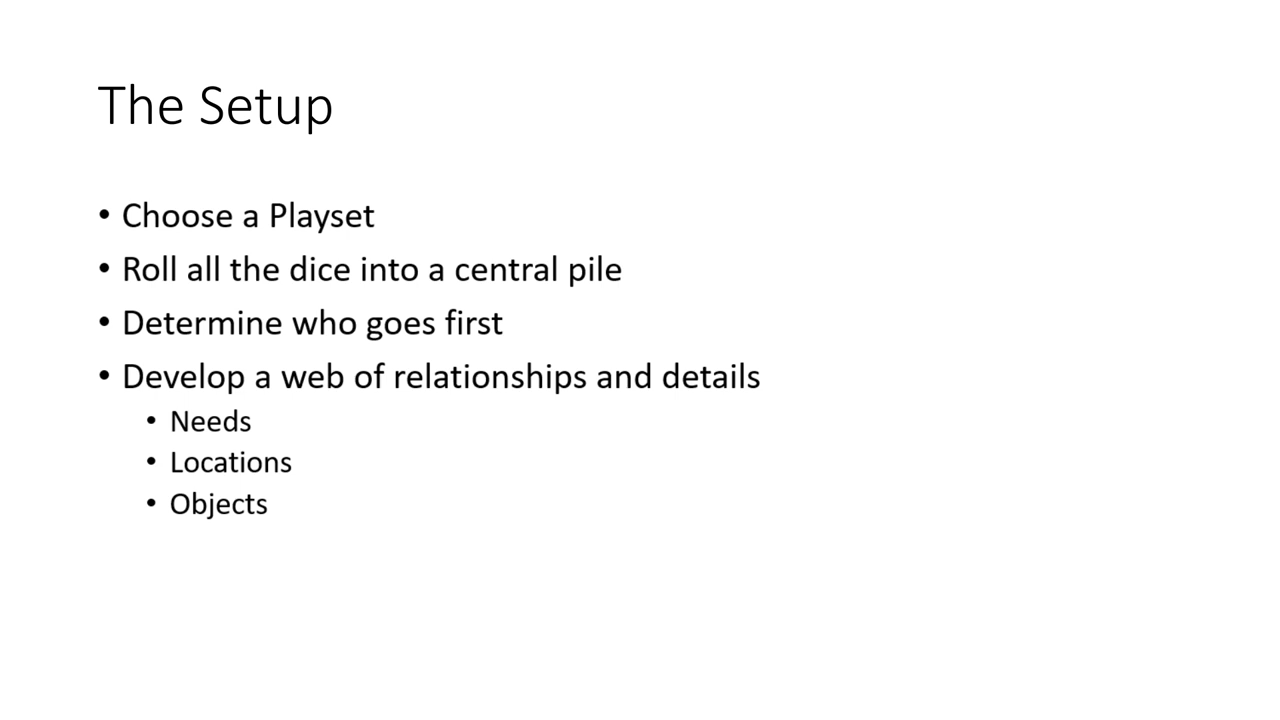 The Setup
• Choose a Playset
• Roll all the dice into a central pile
• Determine who goes first
• Develop a web of relationships and details
• Needs
• Locations
• Objects